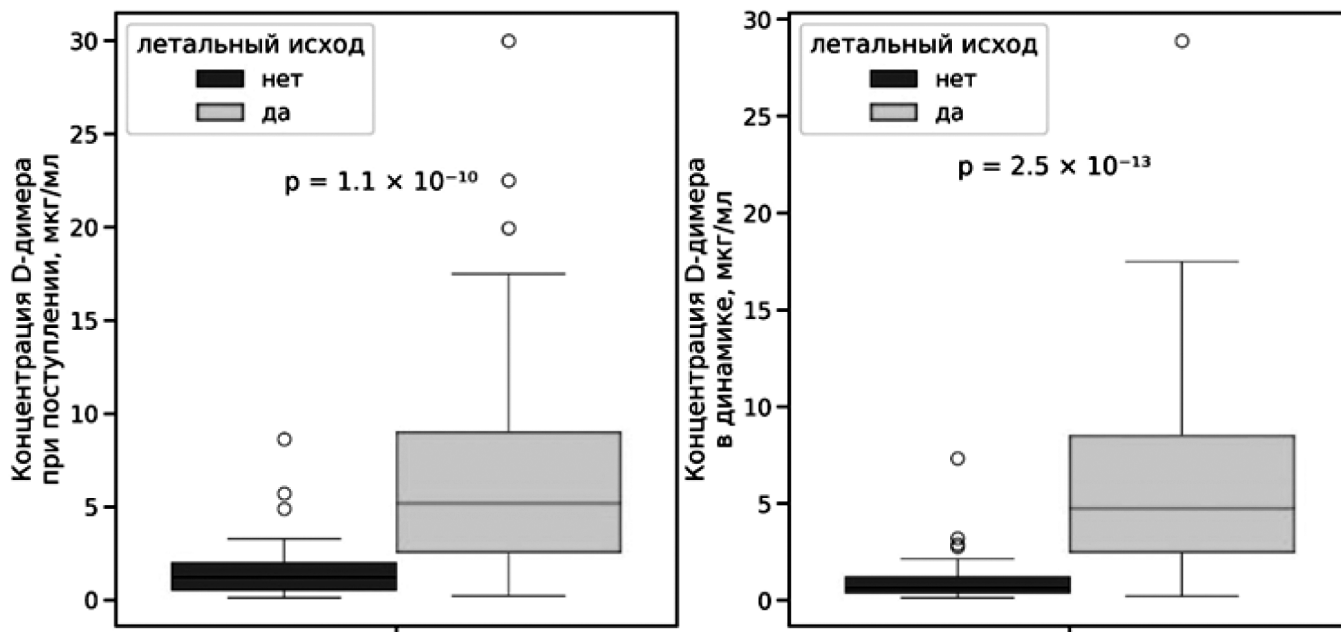 Концентрация D-димера
при поступлении, мкг/мл
30
25
20
15
10
5
0
летальный исход
нет
да
p = 1.1 × 10⁻¹⁰
Концентрация D-димера
в динамике, мкг/мл
30
25
20
15
10
5
0
летальный исход
нет
да
p = 2.5 × 10⁻¹³